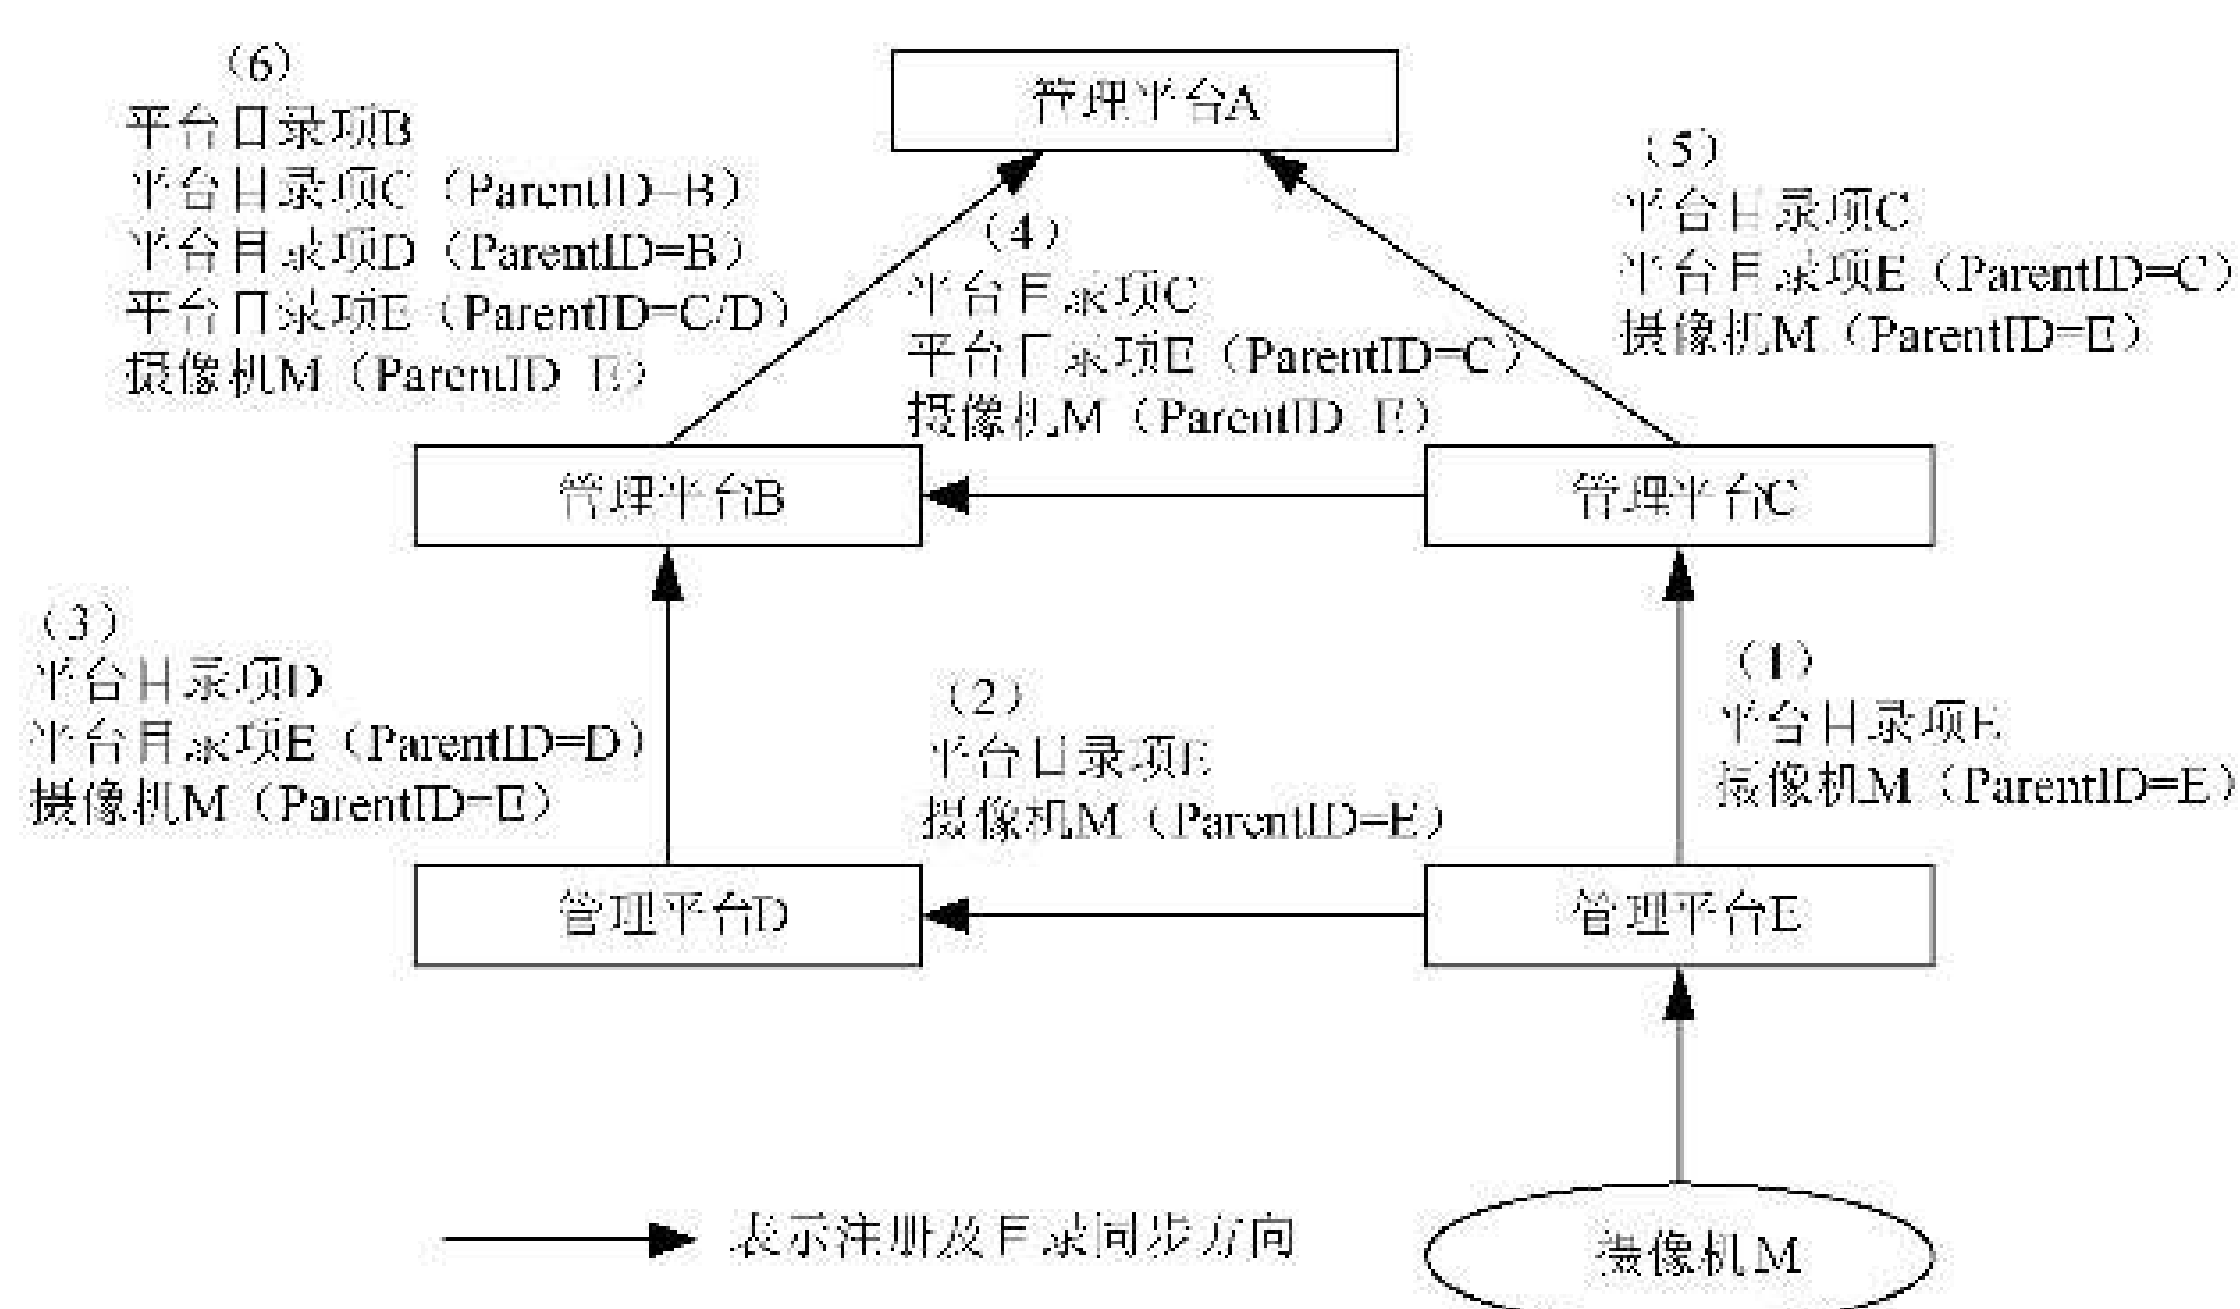 (6)
平台目录项B
平台目录项C（ParentID=B）
平台目录项D（ParentID=B）
平台目录项E（ParentID=C/D）
摄像机M（ParentID=E）
管理平台A
(5)
平台目录项C
平台目录项E（ParentID=C）
摄像机M（ParentID=E）
(4)
平台目录项C
平台目录项E（ParentID=C）
摄像机M（ParentID=E）
管理平台B
管理平台C
(3)
平台目录项D
平台目录项E（ParentID=D）
摄像机M（ParentID=E）
(2)
平台目录项E
摄像机M（ParentID=E）
(1)
平台目录项E
摄像机M（ParentID=E）
管理平台D
管理平台E
表示注册及目录同步方向
摄像机M